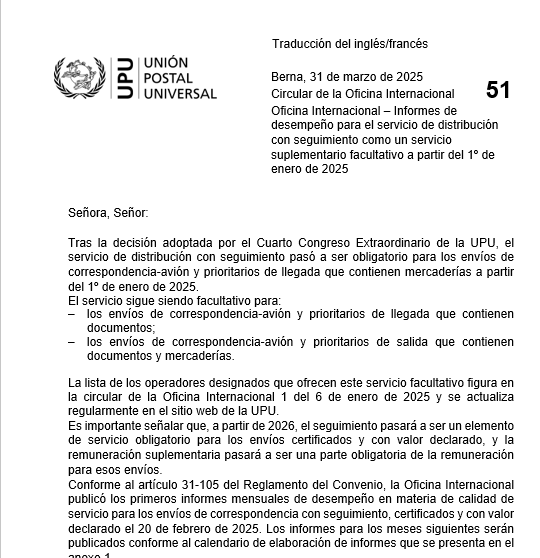 Traducción del inglés/francés
UPU
UNIÓN
POSTAL
UNIVERSAL
Berna, 31 de marzo de 2025
Circular de la Oficina Internacional
51
Oficina Internacional – Informes de
desempeño para el servicio de distribución
con seguimiento como un servicio
suplementario facultativo a partir del 1º de
enero de 2025
Señora, Señor:
Tras la decisión adoptada por el Cuarto Congreso Extraordinario de la UPU, el
servicio de distribución con seguimiento pasó a ser obligatorio para los envíos de
correspondencia-avión y prioritarios de llegada que contienen mercaderías a partir
del 1º de enero de 2025.
El servicio sigue siendo facultativo para:
– los envíos de correspondencia-avión y prioritarios de llegada que contienen
documentos;
– los envíos de correspondencia-avión y prioritarios de salida que contienen
documentos y mercaderías.
La lista de los operadores designados que ofrecen este servicio facultativo figura en
la circular de la Oficina Internacional 1 del 6 de enero de 2025 y se actualiza
regularmente en el sitio web de la UPU.
Es importante señalar que, a partir de 2026, el seguimiento pasará a ser un elemento
de servicio obligatorio para los envíos certificados y con valor declarado, y la
remuneración suplementaria pasará a ser una parte obligatoria de la remuneración
para esos envíos.
Conforme al artículo 31-105 del Reglamento del Convenio, la Oficina Internacional
publicó los primeros informes mensuales de desempeño en materia de calidad de
servicio para los envíos de correspondencia con seguimiento, certificados y con valor
declarado el 20 de febrero de 2025. Los informes para los meses siguientes serán
publicados conforme al calendario de elaboración de informes que se presenta en el
anexo 1.